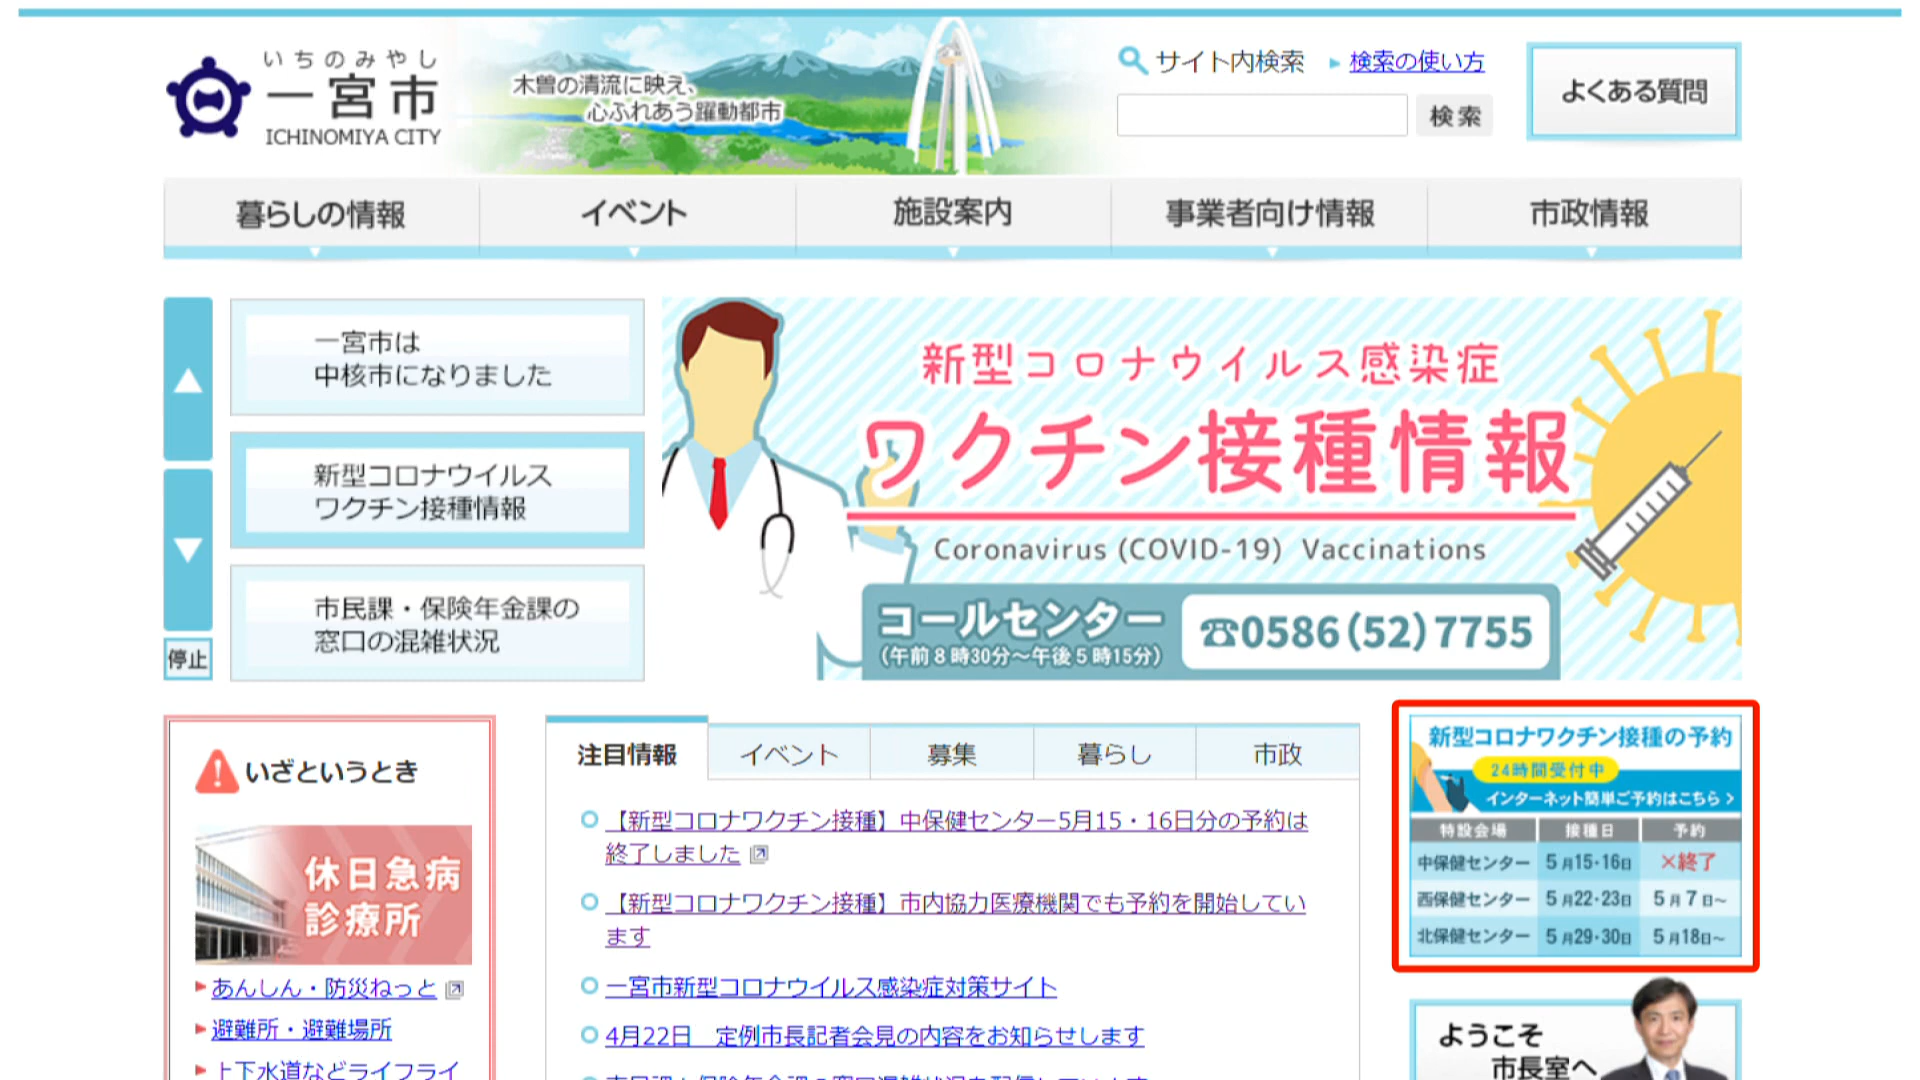 いちのみやし
一宮市
ICHINOMIYA CITY
木曽の清流に映え、
心ふれあう躍動都市
サイト内検索
検索の使い方
検索
よくある質問
暮らしの情報
イベント
施設案内
事業者向け情報
市政情報
一宮市は
中核市になりました
新型コロナウイルス
ワクチン接種情報
市民課・保険年金課の
窓口の混雑状況
停止
新型コロナウイルス感染症
ワクチン接種情報
Coronavirus (COVID-19) Vaccinations
コールセンター
(午前8時30分～午後5時15分)
☎0586(52)7755
いざというとき
休日急病
診療所
あんしん・防災ねっと
避難所・避難場所
上下水道などライフライ
注目情報
イベント
募集
暮らし
市政
【新型コロナワクチン接種】中保健センター5月15・16日分の予約は
終了しました
【新型コロナワクチン接種】市内協力医療機関でも予約を開始してい
ます
一宮市新型コロナウイルス感染症対策サイト
4月22日　定例市長記者会見の内容をお知らせします
新型コロナワクチン接種の予約
24時間受付中
インターネット簡単ご予約はこちら >
特設会場 接種日 予約
中保健センター 5月15・16日 ×終了
西保健センター 5月22・23日 5月7日～
北保健センター 5月29・30日 5月18日～
ようこそ
市長室へ